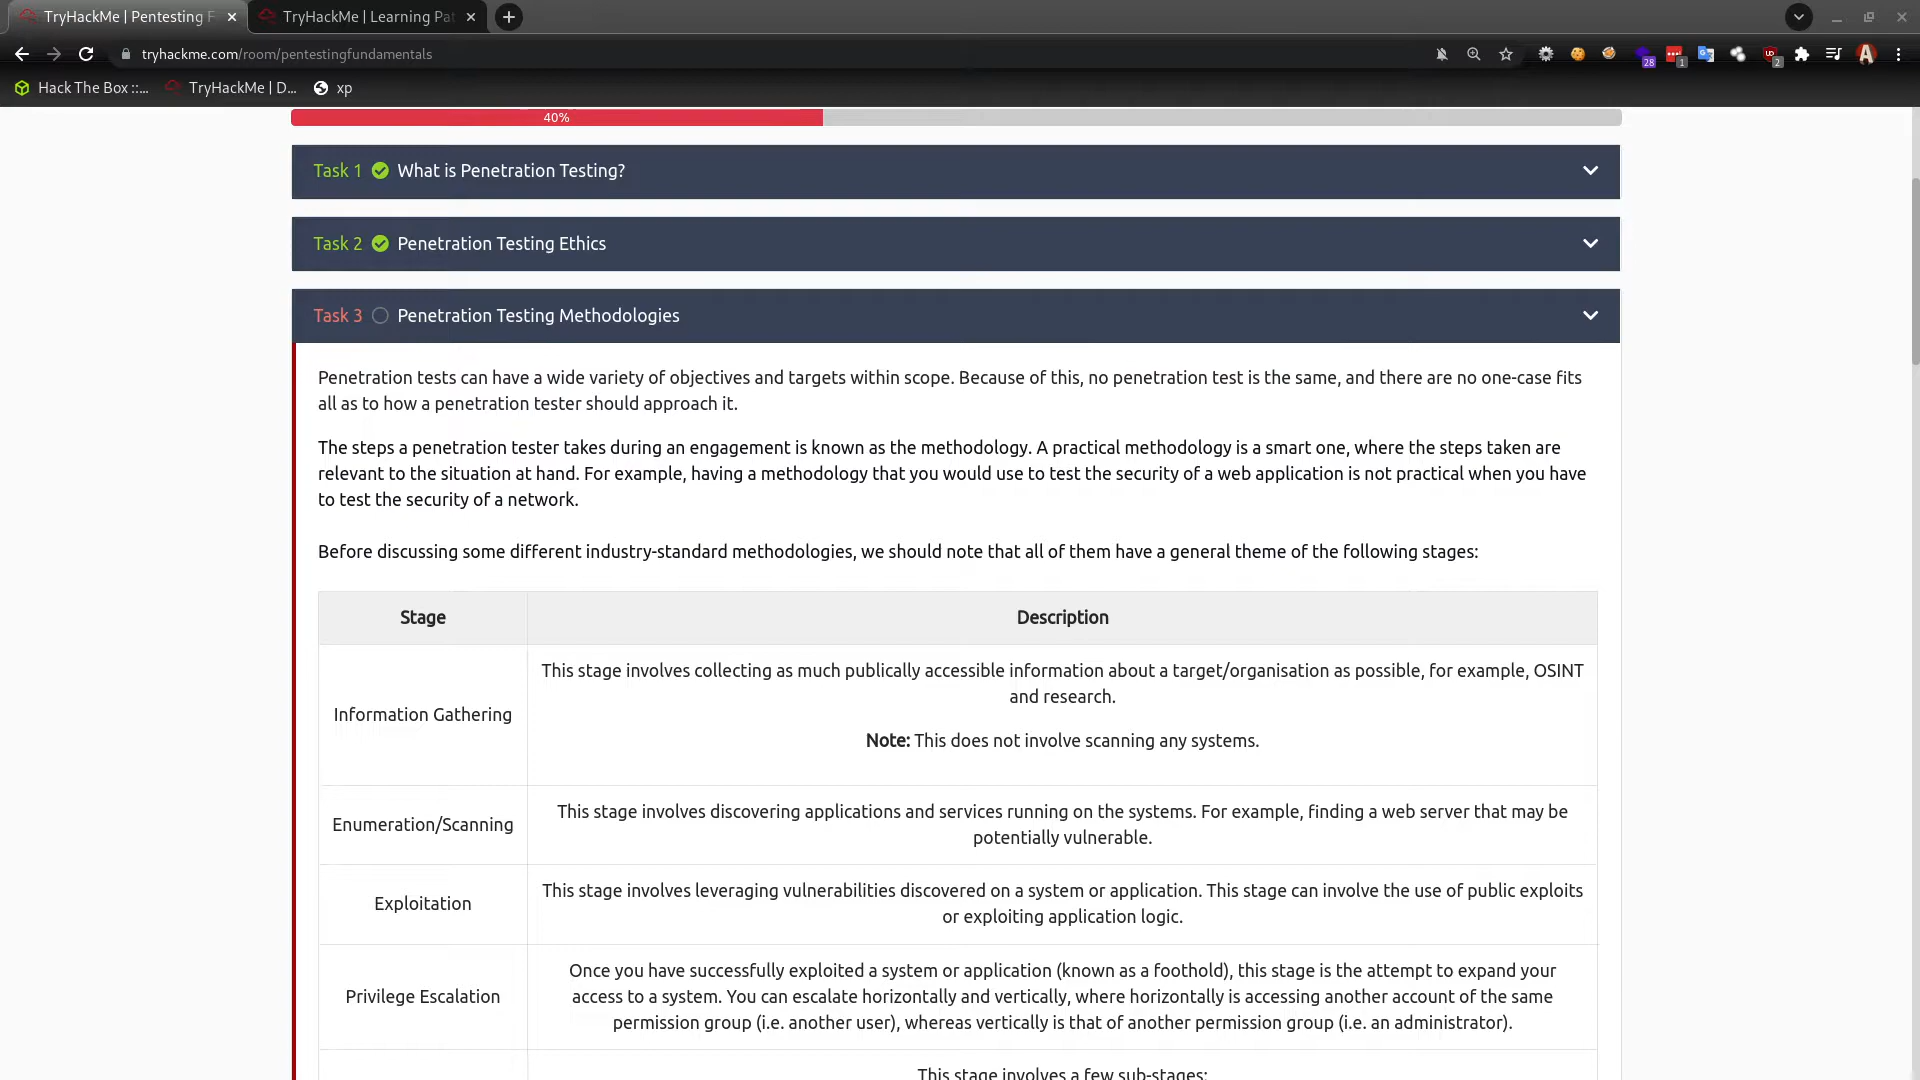 TryHackMe | Pentesting F
TryHackMe | Learning Pat
tryhackme.com/room/pentestingfundamentals
28
1
2
Hack The Box ::...
TryHackMe | D...
xp
40%
Task 1 What is Penetration Testing?
Task 2 Penetration Testing Ethics
Task 3 Penetration Testing Methodologies
Penetration tests can have a wide variety of objectives and targets within scope. Because of this, no penetration test is the same, and there are no one-case fits
all as to how a penetration tester should approach it.
The steps a penetration tester takes during an engagement is known as the methodology. A practical methodology is a smart one, where the steps taken are
relevant to the situation at hand. For example, having a methodology that you would use to test the security of a web application is not practical when you have
to test the security of a network.
Before discussing some different industry-standard methodologies, we should note that all of them have a general theme of the following stages:
Stage
Description
Information Gathering
This stage involves collecting as much publically accessible information about a target/organisation as possible, for example, OSINT
and research.
Note: This does not involve scanning any systems.
Enumeration/Scanning
This stage involves discovering applications and services running on the systems. For example, finding a web server that may be
potentially vulnerable.
Exploitation
This stage involves leveraging vulnerabilities discovered on a system or application. This stage can involve the use of public exploits
or exploiting application logic.
Privilege Escalation
Once you have successfully exploited a system or application (known as a foothold), this stage is the attempt to expand your
access to a system. You can escalate horizontally and vertically, where horizontally is accessing another account of the same
permission group (i.e. another user), whereas vertically is that of another permission group (i.e. an administrator).
This stage involves a few sub-stages: